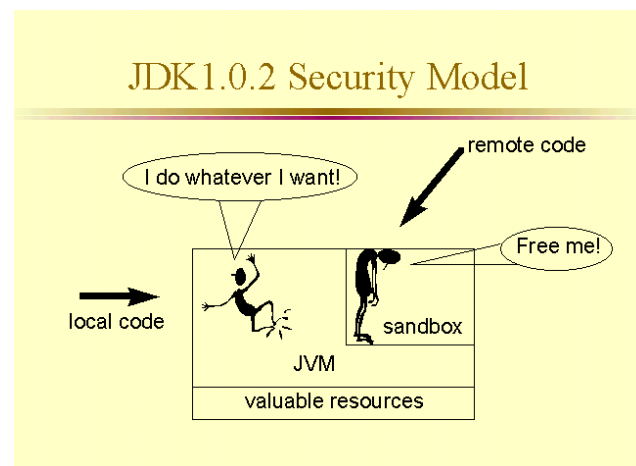 JDK1.0.2 Security Model
remote code
I do whatever I want!
Free me!
local code
sandbox
JVM
valuable resources